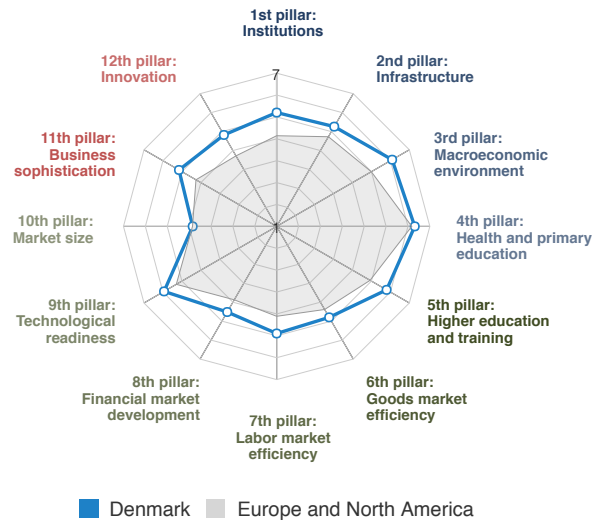 1st pillar:
Institutions
2nd pillar:
Infrastructure
3rd pillar:
Macroeconomic
environment
4th pillar:
Health and primary
education
5th pillar:
Higher education
and training
6th pillar:
Goods market
efficiency
7th pillar:
Labor market
efficiency
8th pillar:
Financial market
development
9th pillar:
Technological
readiness
10th pillar:
Market size
11th pillar:
Business
sophistication
12th pillar:
Innovation
7
1
Denmark
Europe and North America